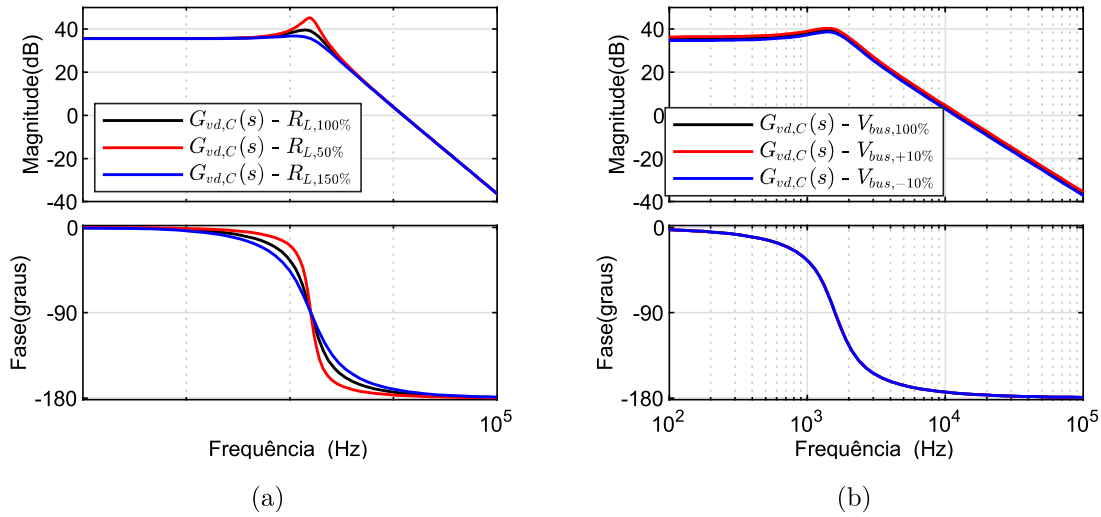 40
20
0
-20
-40
Magnitude(dB)
G_{vd,C}(s) - R_{L,100%}
G_{vd,C}(s) - R_{L,50%}
G_{vd,C}(s) - R_{L,150%}
0
-90
-180
Fase(graus)
10^5
Frequência (Hz)
(a)
40
20
0
-20
-40
Magnitude(dB)
G_{vd,C}(s) - V_{bus,100%}
G_{vd,C}(s) - V_{bus,+10%}
G_{vd,C}(s) - V_{bus,−10%}
0
-90
-180
Fase(graus)
10^2 10^3 10^4 10^5
Frequência (Hz)
(b)